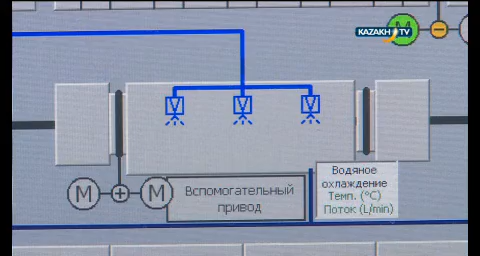 KAZAKH TV
M
M
M
Вспомогательный
привод
Водяное
охлаждение
Темп. (°C)
Поток (L/min)